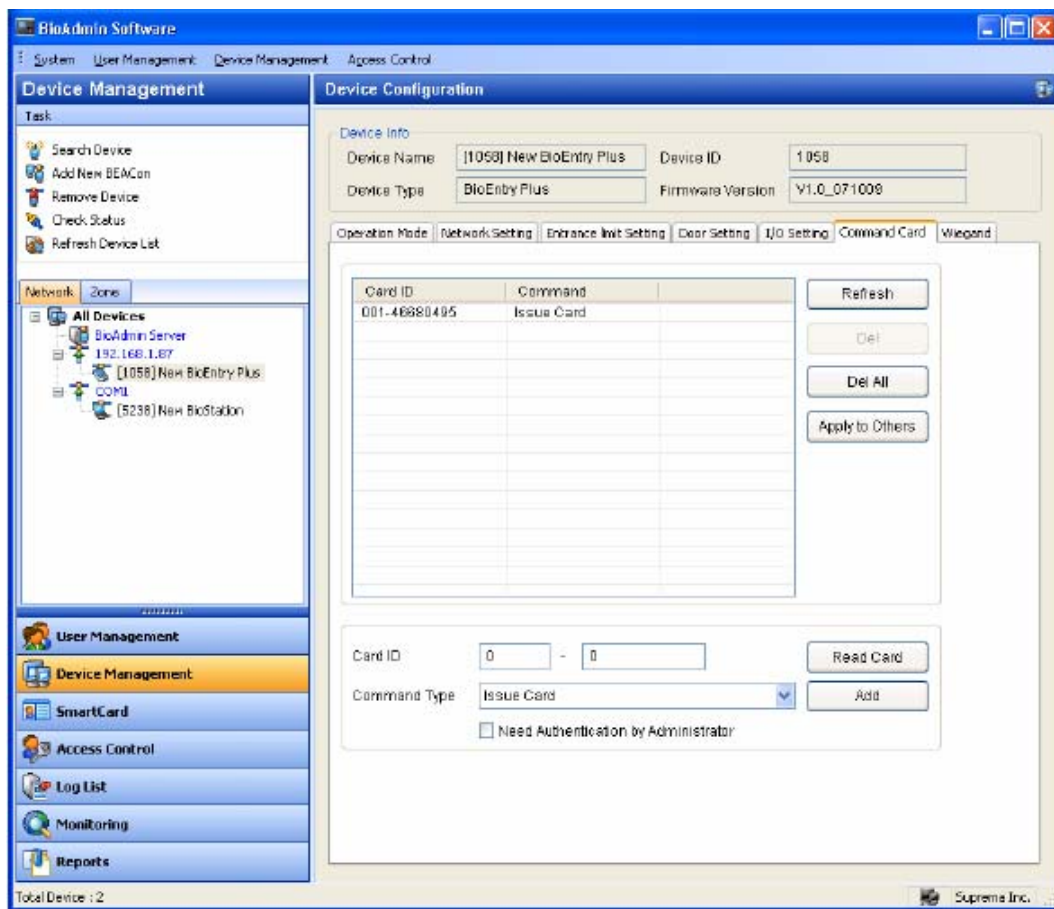 BioAdmin Software
System User Management Device Management Access Control
Device Management
Task
Search Device
Add New BEACon
Remove Device
Check Status
Refresh Device List
Network Zone
All Devices
BioAdmin Server
192.168.1.87
[1058] New BioEntry Plus
COM1
[5238] New BioStation
User Management
Device Management
SmartCard
Access Control
Log List
Monitoring
Reports
Device Configuration
Device Info
Device Name [1058] New BioEntry Plus Device ID 1058
Device Type BioEntry Plus Firmware Version V1.0_071009
Operation Mode Network Setting Entrance limit Setting Door Setting I/O Setting Command Card Wiegand
Card ID Command
001-46680495 Issue Card
Refresh
Del
Del All
Apply to Others
Card ID 0 - 0 Read Card
Command Type Issue Card Add
Need Authentication by Administrator
Total Device : 2 Suprema Inc.